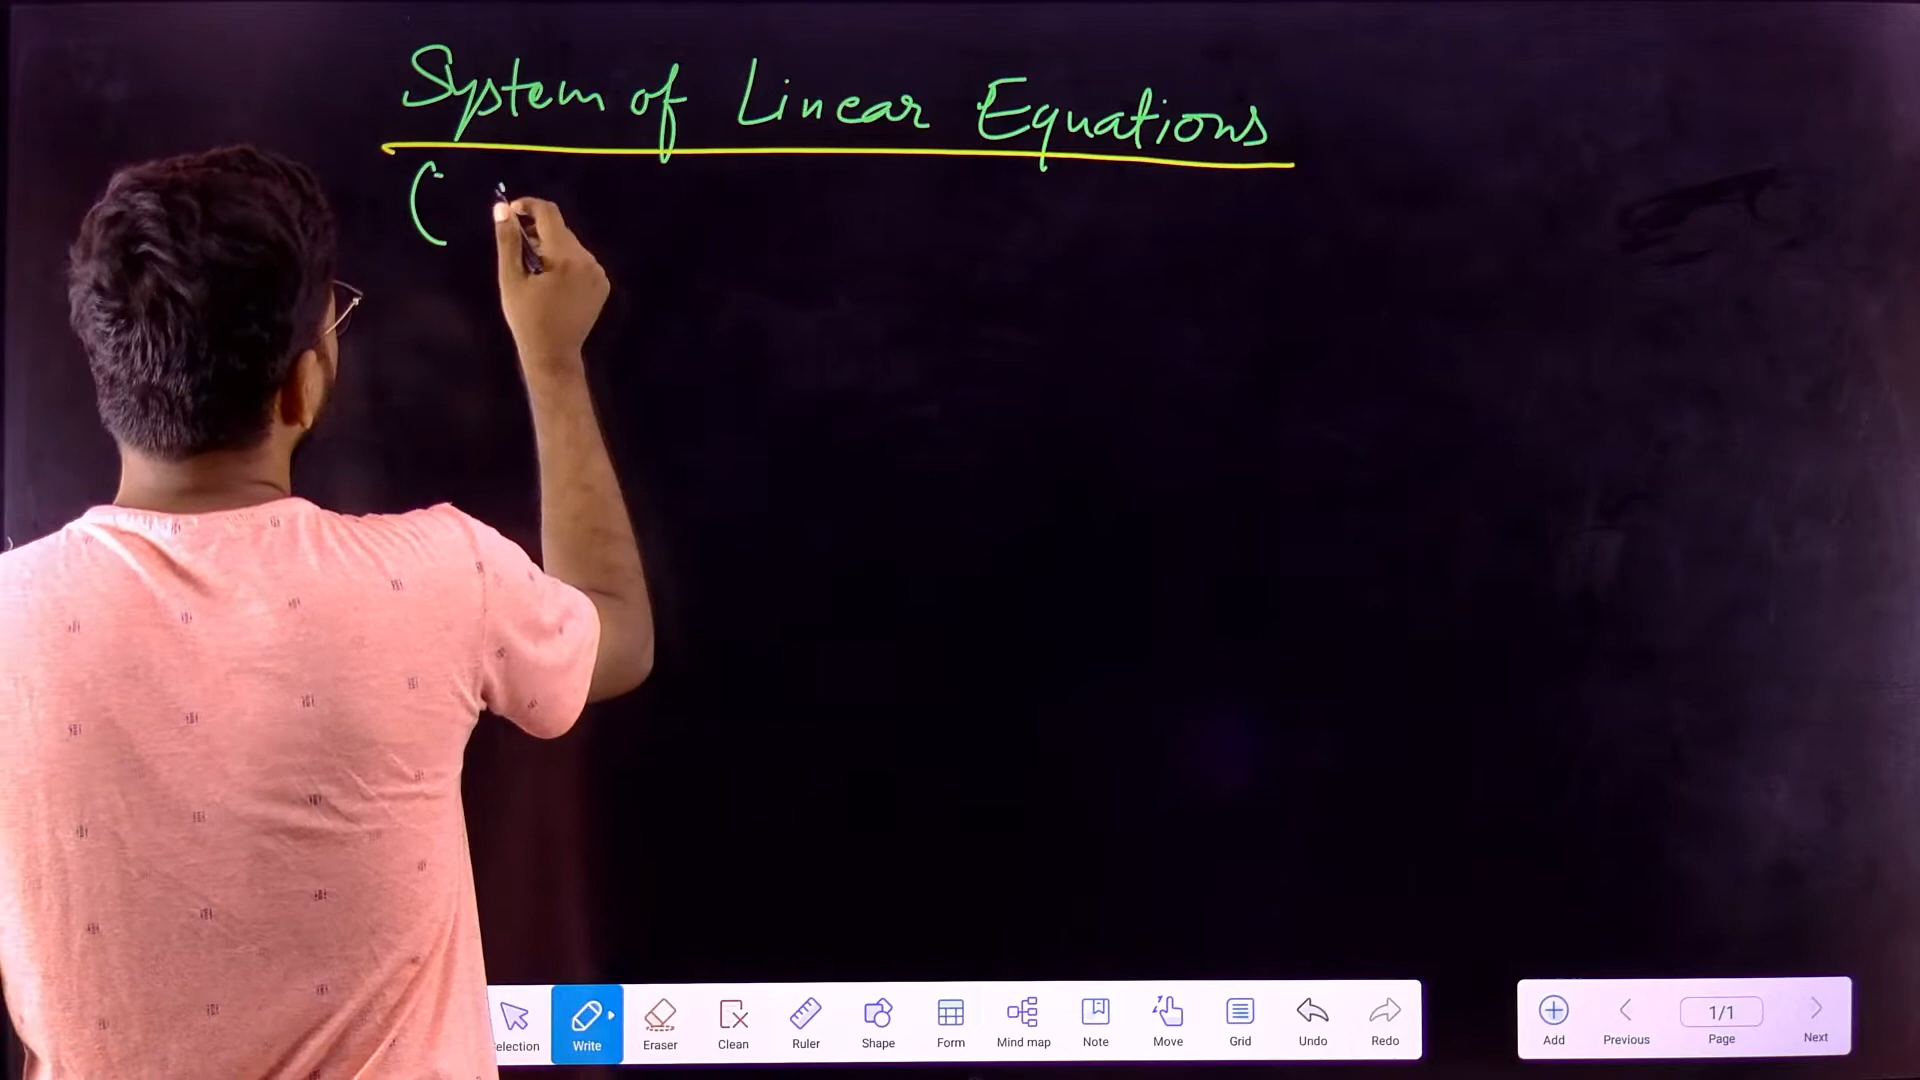 System of Linear Equations
(
election Write Eraser Clean Ruler Shape Form Mind map Note Move Grid Undo Redo
Add Previous 1/1 Page Next